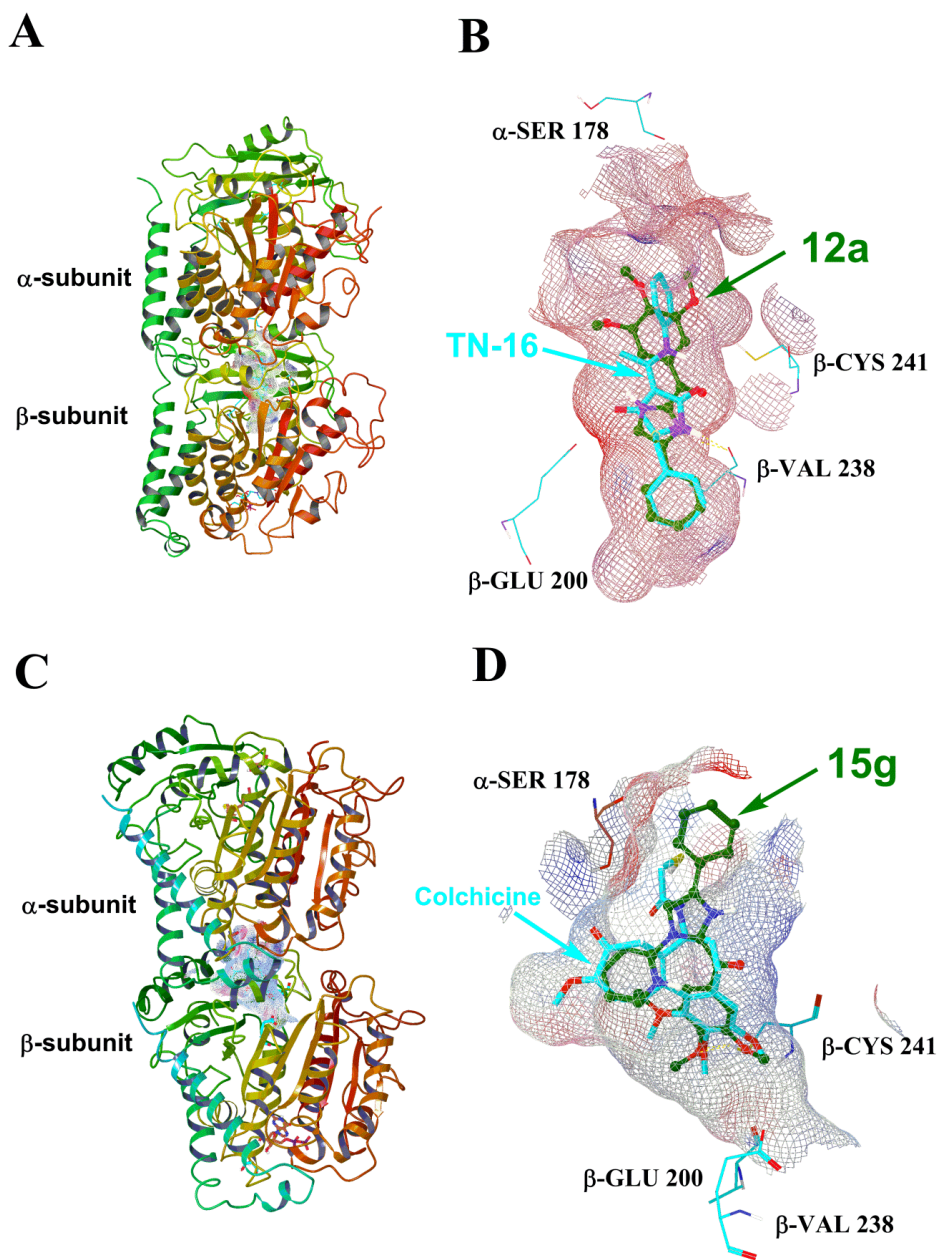 A
α-subunit
β-subunit
B
α-SER 178
12a
TN-16
β-CYS 241
β-VAL 238
β-GLU 200
C
α-subunit
β-subunit
D
α-SER 178
15g
Colchicine
β-CYS 241
β-GLU 200
β-VAL 238